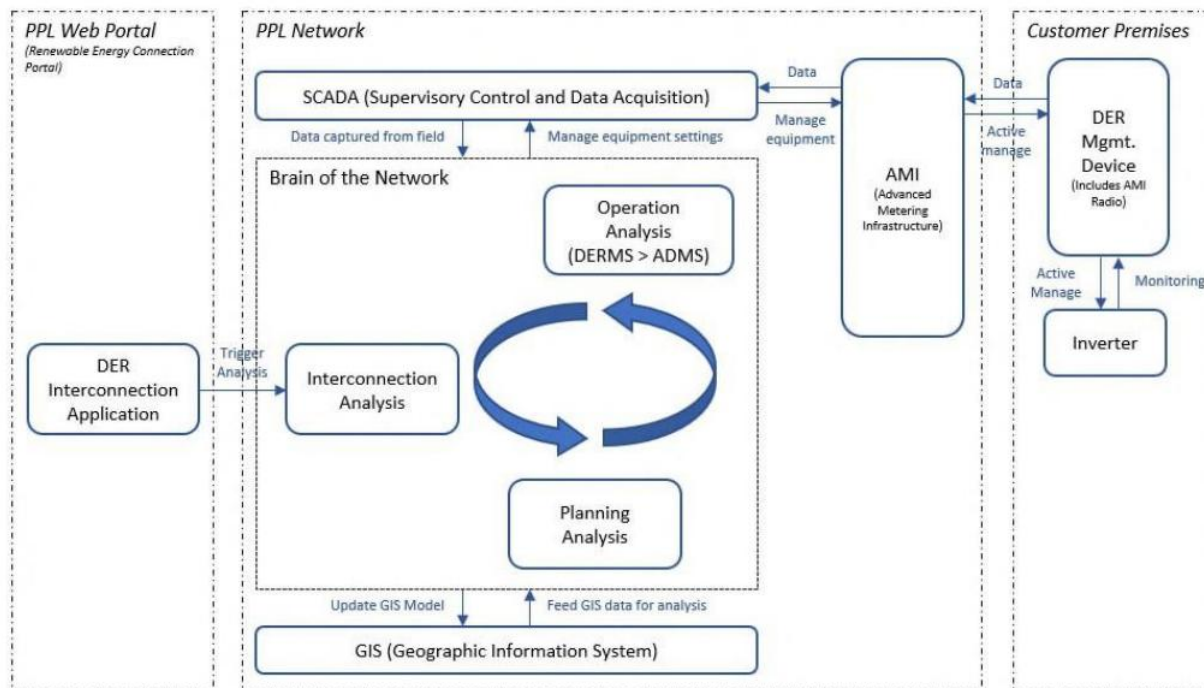 PPL Web Portal
(Renewable Energy Connection
Portal)
PPL Network
Customer Premises
SCADA (Supervisory Control and Data Acquisition)
Data
Manage
equipment
Data
Active
manage
DER
Mgmt.
Device
(Includes AMI
Radio)
AMI
(Advanced
Metering
Infrastructure)
Data captured from field
Manage equipment settings
Brain of the Network
Operation
Analysis
(DERMS > ADMS)
Active
Manage
Monitoring
Inverter
DER
Interconnection
Application
Trigger
Analysis
Interconnection
Analysis
Planning
Analysis
Update GIS Model
Feed GIS data for analysis
GIS (Geographic Information System)